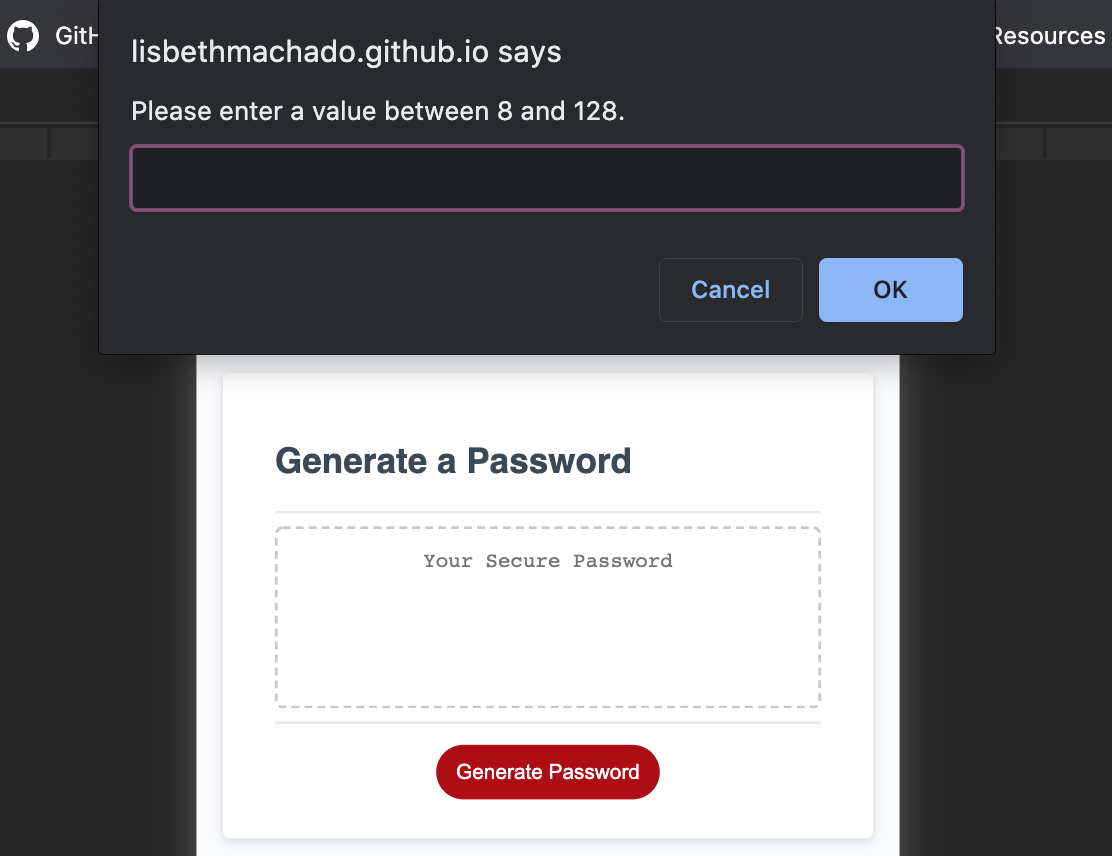 lisbethmachado.github.io says
Resources
Please enter a value between 8 and 128.
Cancel
OK
Generate a Password
Your Secure Password
Generate Password